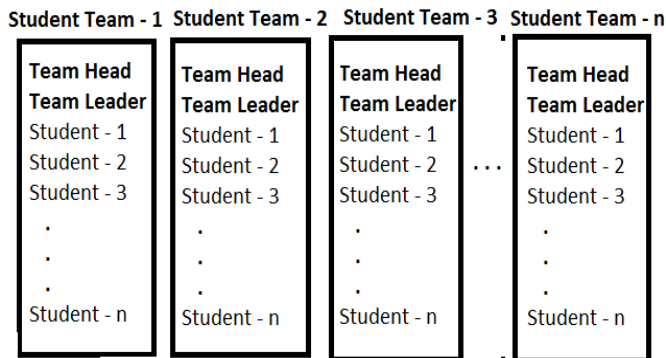 Student Team - 1
Team Head
Team Leader
Student - 1
Student - 2
Student - 3
.
.
.
Student - n
Student Team - 2
Team Head
Team Leader
Student - 1
Student - 2
Student - 3
.
.
.
Student - n
Student Team - 3
Team Head
Team Leader
Student - 1
Student - 2
Student - 3
.
.
.
Student - n
. . .
Student Team - n
Team Head
Team Leader
Student - 1
Student - 2
Student - 3
.
.
.
Student - n